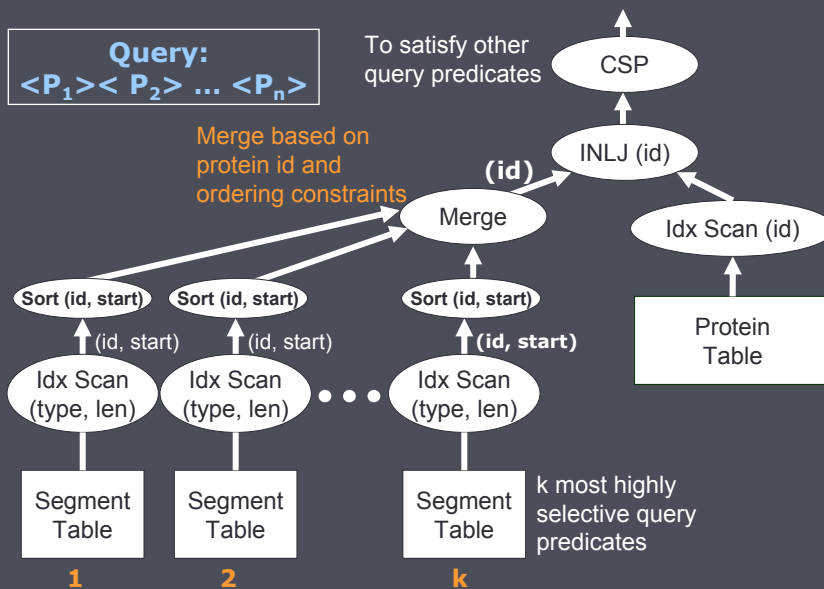 Query:
<P1>< P2> ... <Pn>
To satisfy other
query predicates
CSP
Merge based on
protein id and
ordering constraints
(id)
INLJ (id)
Merge
Idx Scan (id)
Sort (id, start)
Sort (id, start)
Sort (id, start)
(id, start)
(id, start)
(id, start)
Protein
Table
Idx Scan
(type, len)
Idx Scan
(type, len)
Idx Scan
(type, len)
Segment
Table
Segment
Table
Segment
Table
k most highly
selective query
predicates
1
2
k